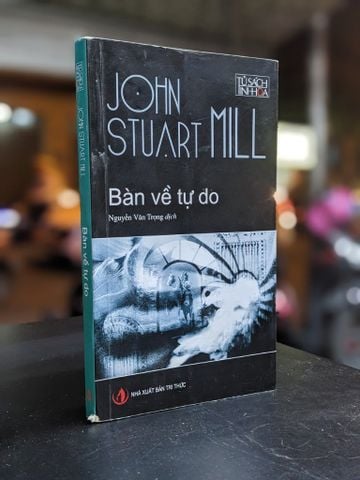 JOHN
STUART MILL
TỦ SÁCH
TINH HOA
Bàn về tự do
Nguyễn Văn Trọng dịch
NHÀ XUẤT BẢN TRI THỨC
JOHN STUART MILL
Bàn về tự do